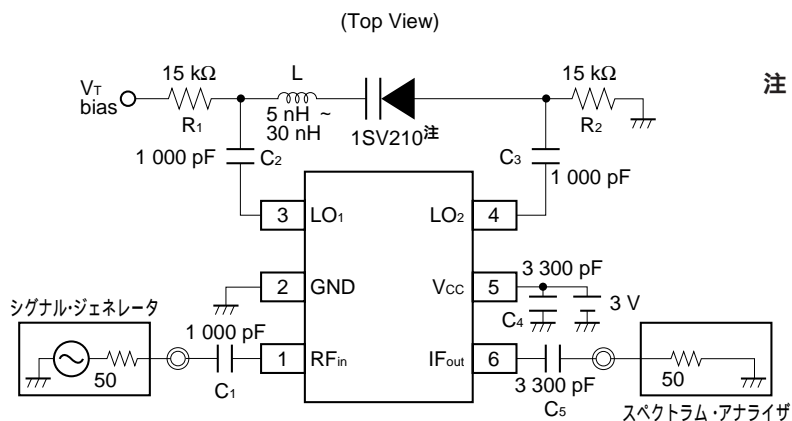 (Top View)
注
15 kΩ
L
15 kΩ
VT
bias
R1
5 nH ~
30 nH
1SV210注
R2
1 000 pF
C2
C3
1 000 pF
3
LO1
LO2
4
2
GND
VCC
5
3 300 pF
C4
3 V
シグナル・ジェネレータ
50
1 000 pF
C1
1
RFin
IFout
6
3 300 pF
C5
50
スペクトラム・アナライザ